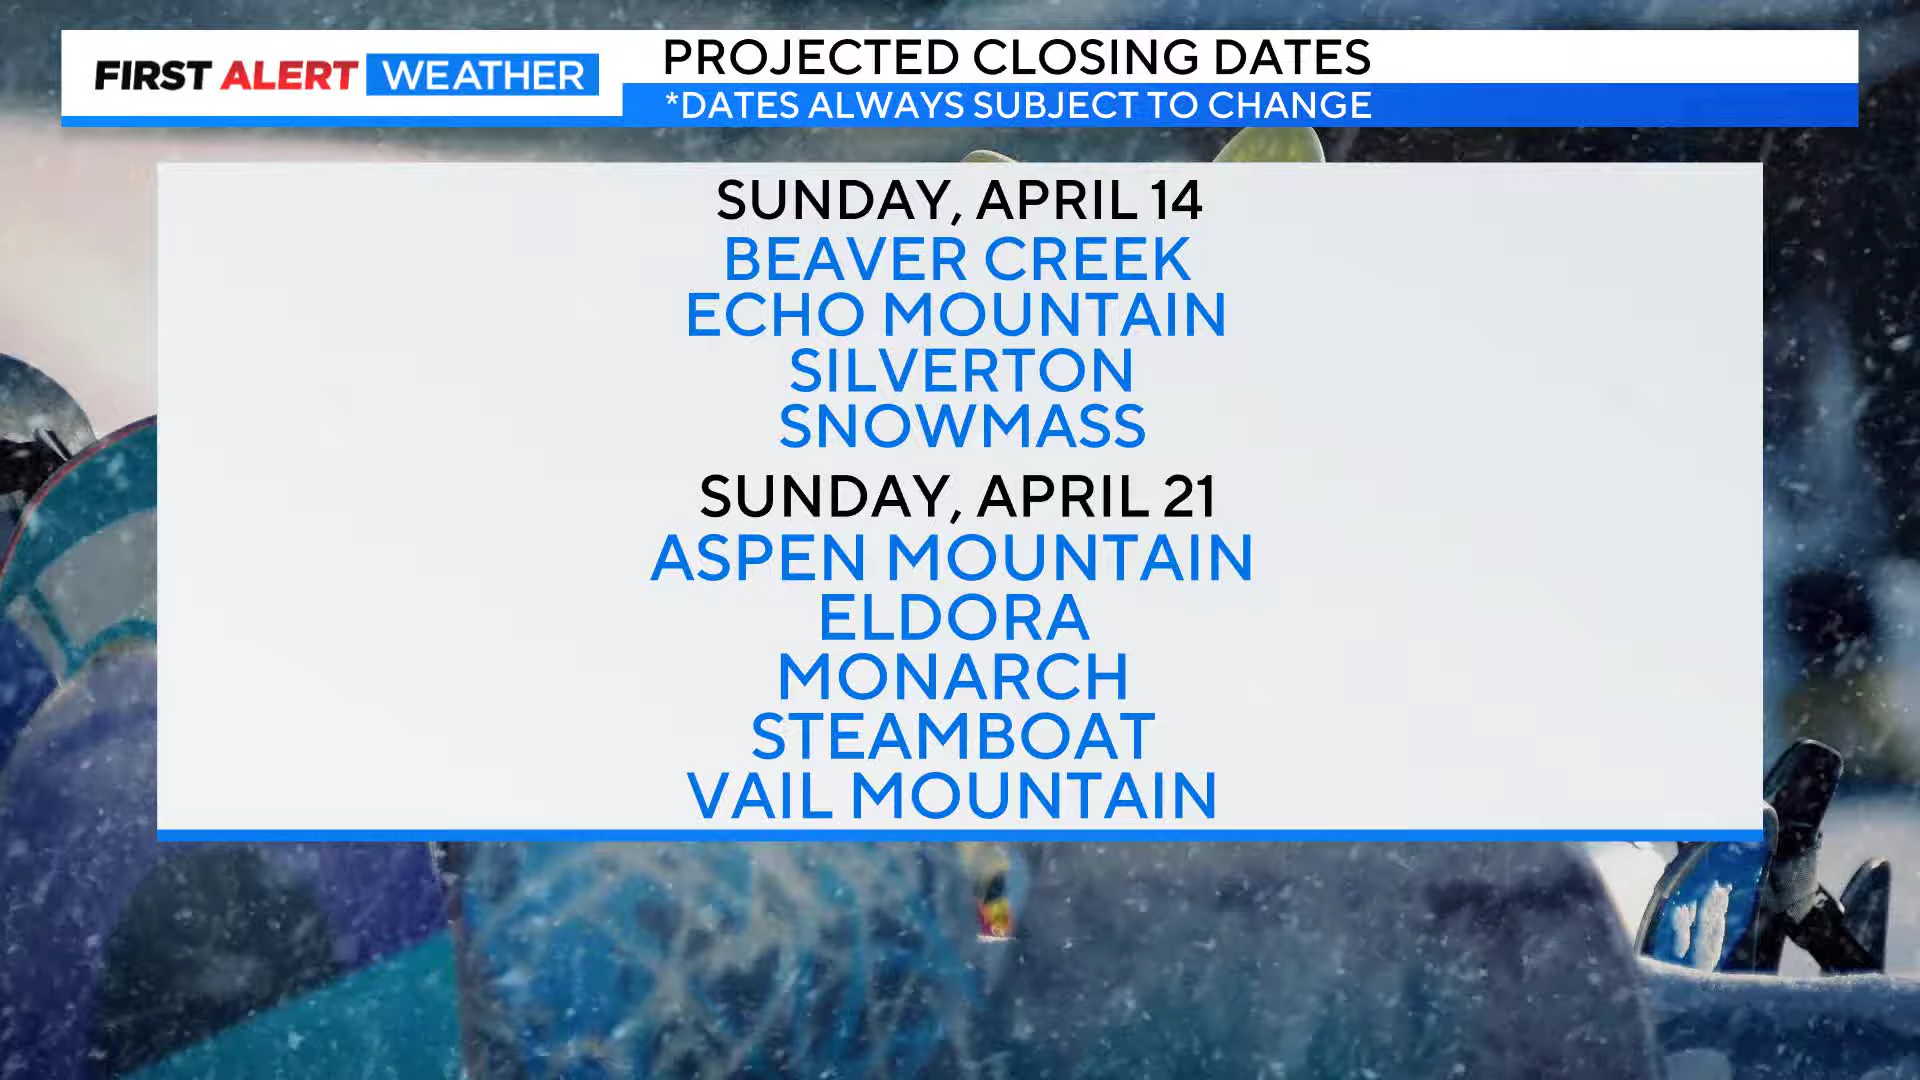 FIRST ALERT WEATHER
PROJECTED CLOSING DATES
*DATES ALWAYS SUBJECT TO CHANGE
SUNDAY, APRIL 14
BEAVER CREEK
ECHO MOUNTAIN
SILVERTON
SNOWMASS
SUNDAY, APRIL 21
ASPEN MOUNTAIN
ELDORA
MONARCH
STEAMBOAT
VAIL MOUNTAIN